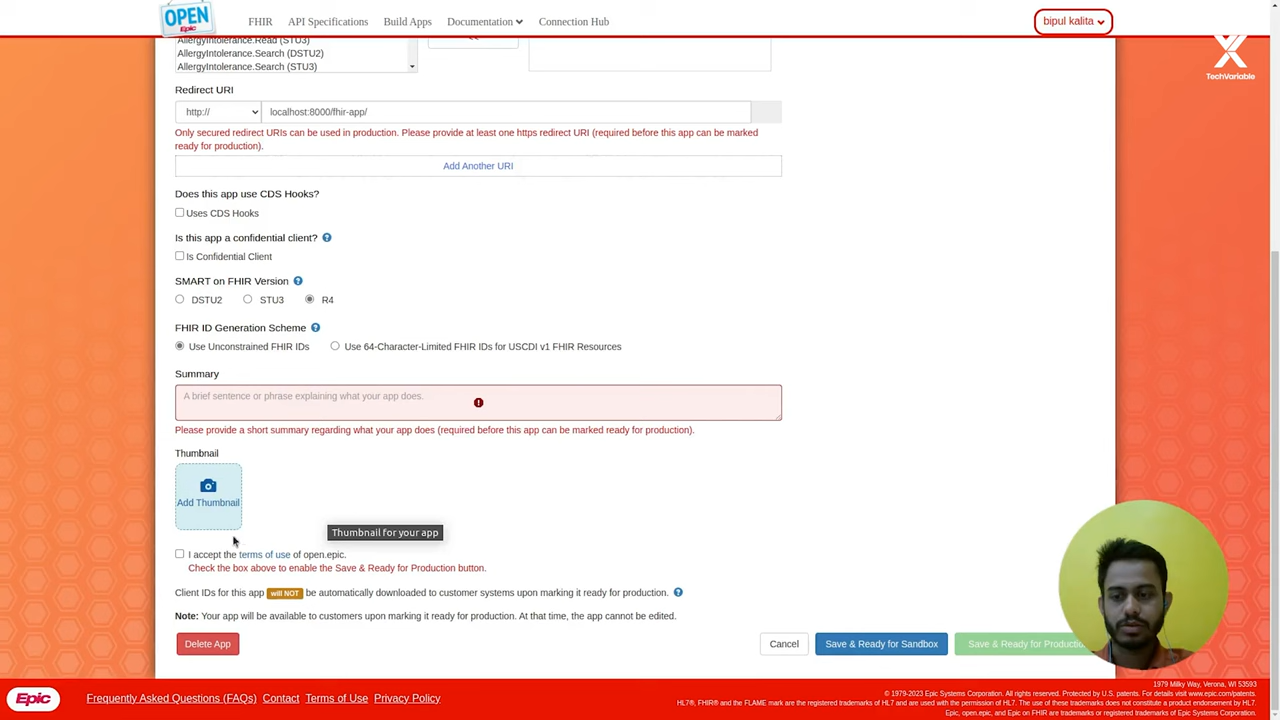 OPEN
Epic
FHIR
API Specifications
Build Apps
Documentation
Connection Hub
bipul kalita
TechVariable
AllergyIntolerance.Read (STU3)
AllergyIntolerance.Search (DSTU2)
AllergyIntolerance.Search (STU3)
Redirect URI
http://
localhost:8000/fhir-app/
Only secured redirect URIs can be used in production. Please provide at least one https redirect URI (required before this app can be marked
ready for production).
Add Another URI
Does this app use CDS Hooks?
Uses CDS Hooks
Is this app a confidential client?
Is Confidential Client
SMART on FHIR Version
DSTU2
STU3
R4
FHIR ID Generation Scheme
Use Unconstrained FHIR IDs
Use 64-Character-Limited FHIR IDs for USCDI v1 FHIR Resources
Summary
A brief sentence or phrase explaining what your app does.
Please provide a short summary regarding what your app does (required before this app can be marked ready for production).
Thumbnail
Add Thumbnail
Thumbnail for your app
I accept the terms of use of open.epic.
Check the box above to enable the Save & Ready for Production button.
Client IDs for this app will NOT be automatically downloaded to customer systems upon marking it ready for production.
Note: Your app will be available to customers upon marking it ready for production. At that time, the app cannot be edited.
Delete App
Cancel
Save & Ready for Sandbox
Save & Ready for Productio
Epic
Frequently Asked Questions (FAQs)
Contact
Terms of Use
Privacy Policy
1979 Milky Way, Verona, WI 53593
© 1979-2023 Epic Systems Corporation. All rights reserved. Protected by U.S. patents. For details visit www.epic.com/patents.
HL7®, FHIR® and the FLAME mark are the registered trademarks of HL7 and are used with the permission of HL7. The use of these trademarks does not constitute a product endorsement by HL7.
Epic, open.epic, and Epic on FHIR are trademarks or registered trademarks of Epic Systems Corporation.